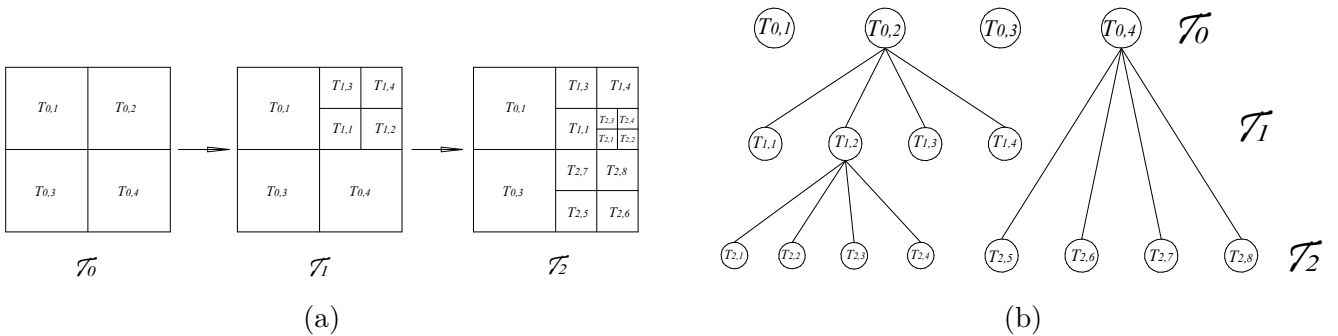 T0,1 T0,2
T0,3 T0,4
𝒯0
T0,1 T1,3 T1,4
T1,1 T1,2
T0,3 T0,4
𝒯1
T0,1 T1,3 T1,4
T1,1 T2,3 T2,4
T2,1 T2,2
T0,3 T2,7 T2,8
T2,5 T2,6
𝒯2
(a)
T0,1 T0,2 T0,3 T0,4 𝒯0
T1,1 T1,2 T1,3 T1,4 𝒯1
T2,1 T2,2 T2,3 T2,4 T2,5 T2,6 T2,7 T2,8 𝒯2
(b)